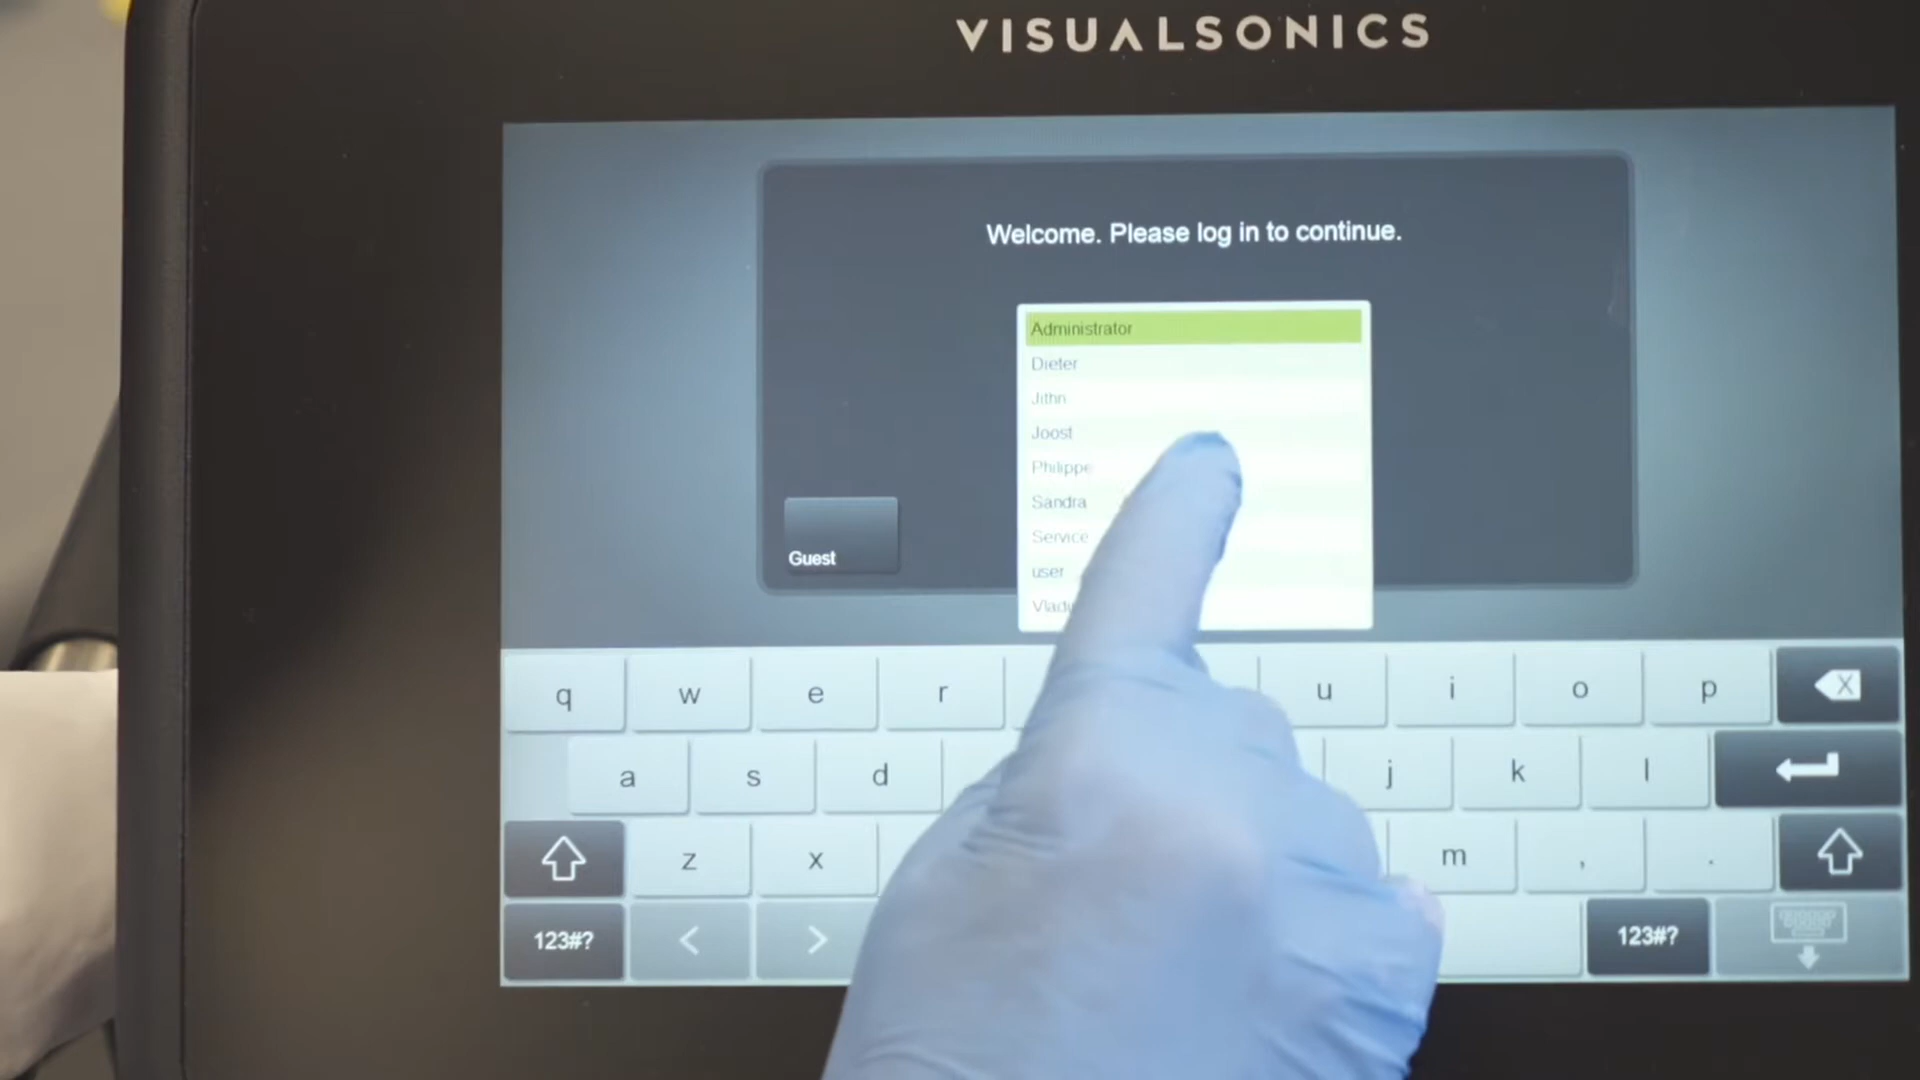 VISUALSONICS
Welcome. Please log in to continue.
Administrator
Dieter
Jithn
Joost
Philippe
Sandra
Service
user
Guest
q w e r u i o p
a s d j k l
z x m , .
123#? < > 123#?